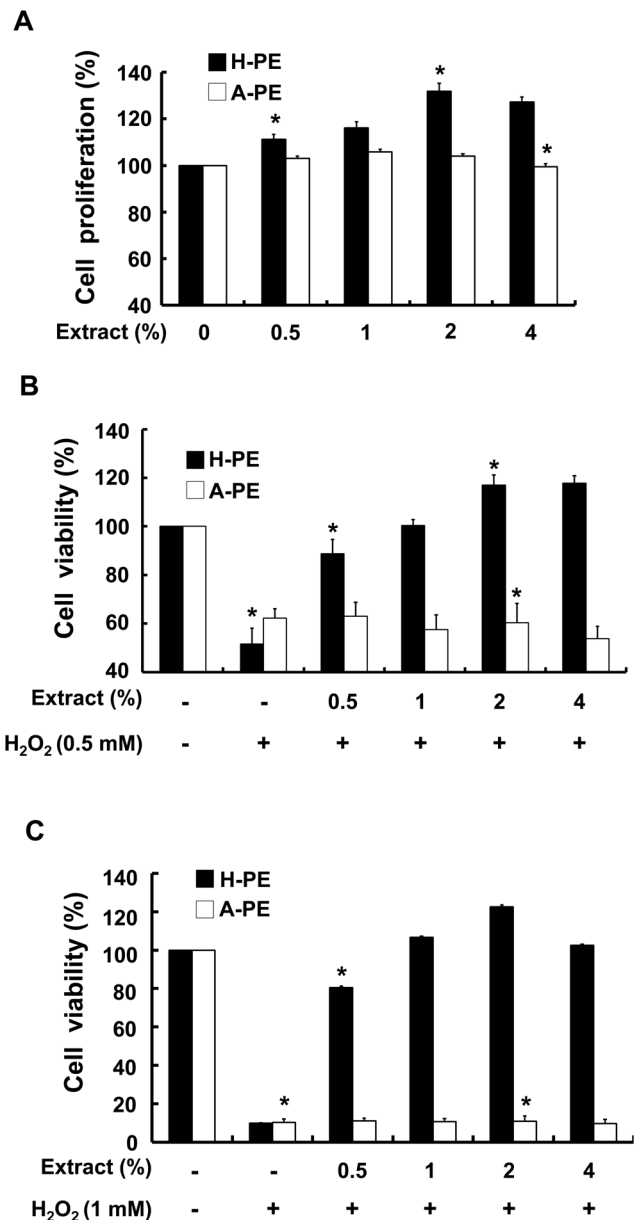 A
Cell proliferation (%)
140
120
100
80
60
40
H-PE
A-PE
*
*
*
Extract (%) 0 0.5 1 2 4
B
Cell viability (%)
140
120
100
80
60
40
H-PE
A-PE
*
*
*
*
Extract (%) - - 0.5 1 2 4
H₂O₂ (0.5 mM) - + + + + +
C
Cell viability (%)
140
120
100
80
60
40
20
0
H-PE
A-PE
*
*
*
Extract (%) - - 0.5 1 2 4
H₂O₂ (1 mM) - + + + + +